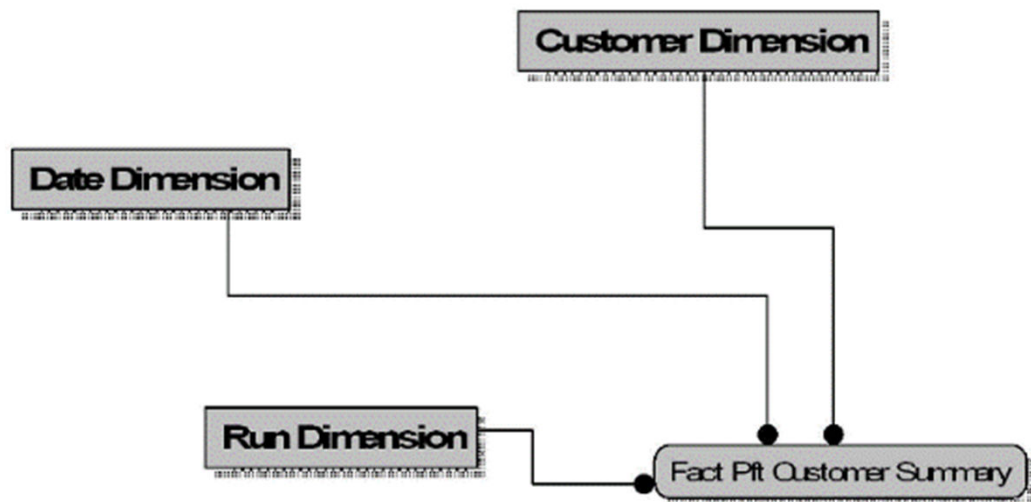 Customer Dimension
Date Dimension
Run Dimension
Fact Pft Customer Summary